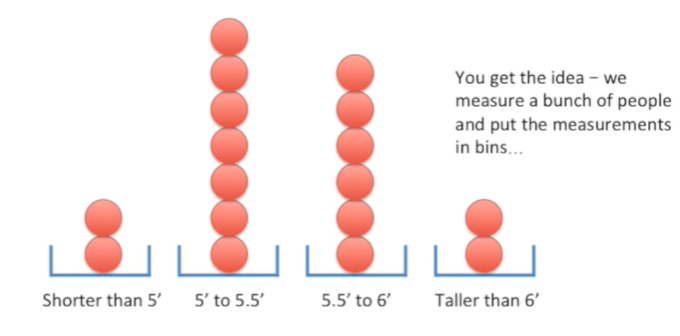 You get the idea – we
measure a bunch of people
and put the measurements
in bins...
Shorter than 5’
5’ to 5.5’
5.5’ to 6’
Taller than 6’